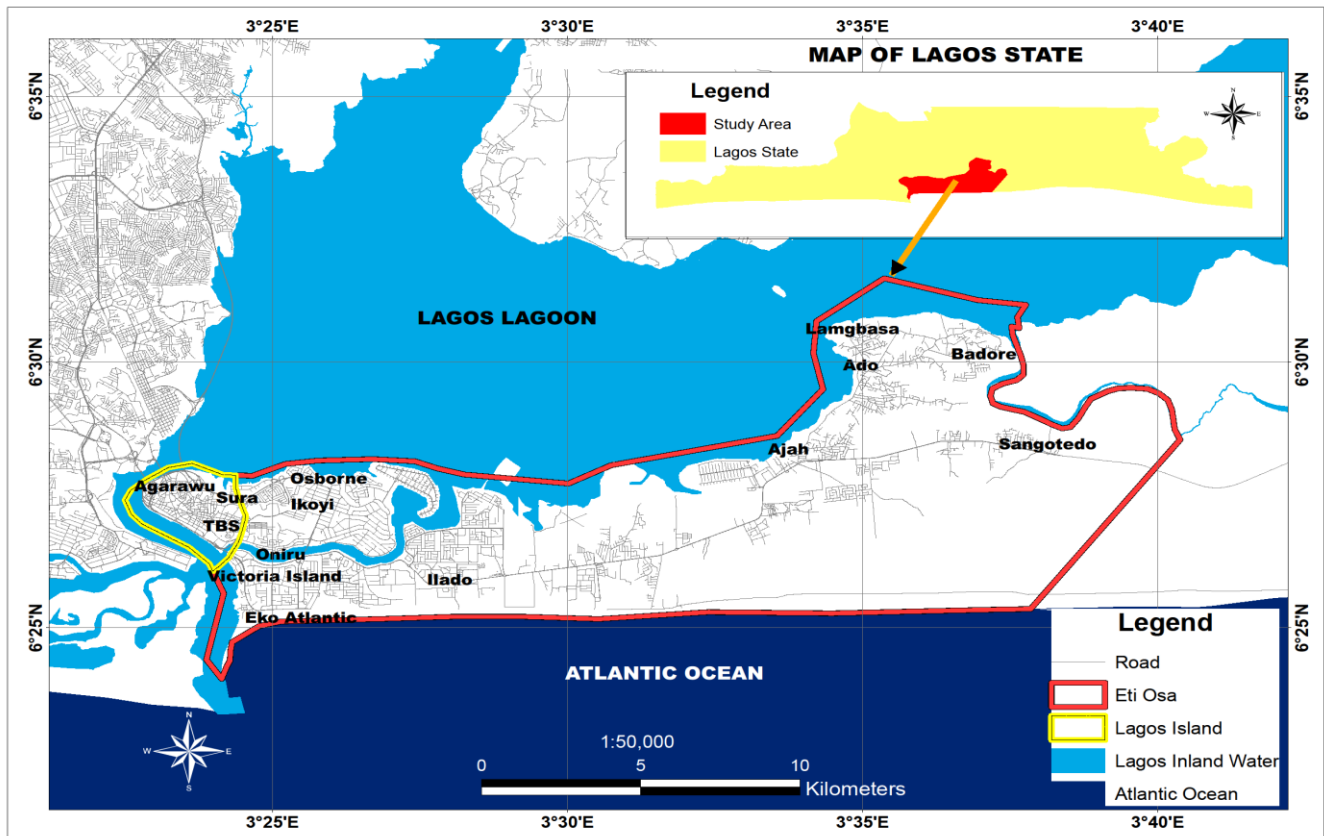 3°25'E 3°30'E 3°35'E 3°40'E
MAP OF LAGOS STATE
6°35'N 6°35'N
Legend
Study Area
Lagos State
N
W E
S
LAGOS LAGOON
Lamgbasa
Badore
Ado
6°30'N 6°30'N
Sangotedo
Ajah
Osborne
Agarawu
Sura
Ikoyi
TBS
Oniru
Victoria Island
Ilado
Eko Atlantic
6°25'N 6°25'N
ATLANTIC OCEAN
Legend
Road
Eti Osa
Lagos Island
Lagos Inland Water
Atlantic Ocean
N
W E
S
1:50,000
0 5 10
Kilometers
3°25'E 3°30'E 3°35'E 3°40'E